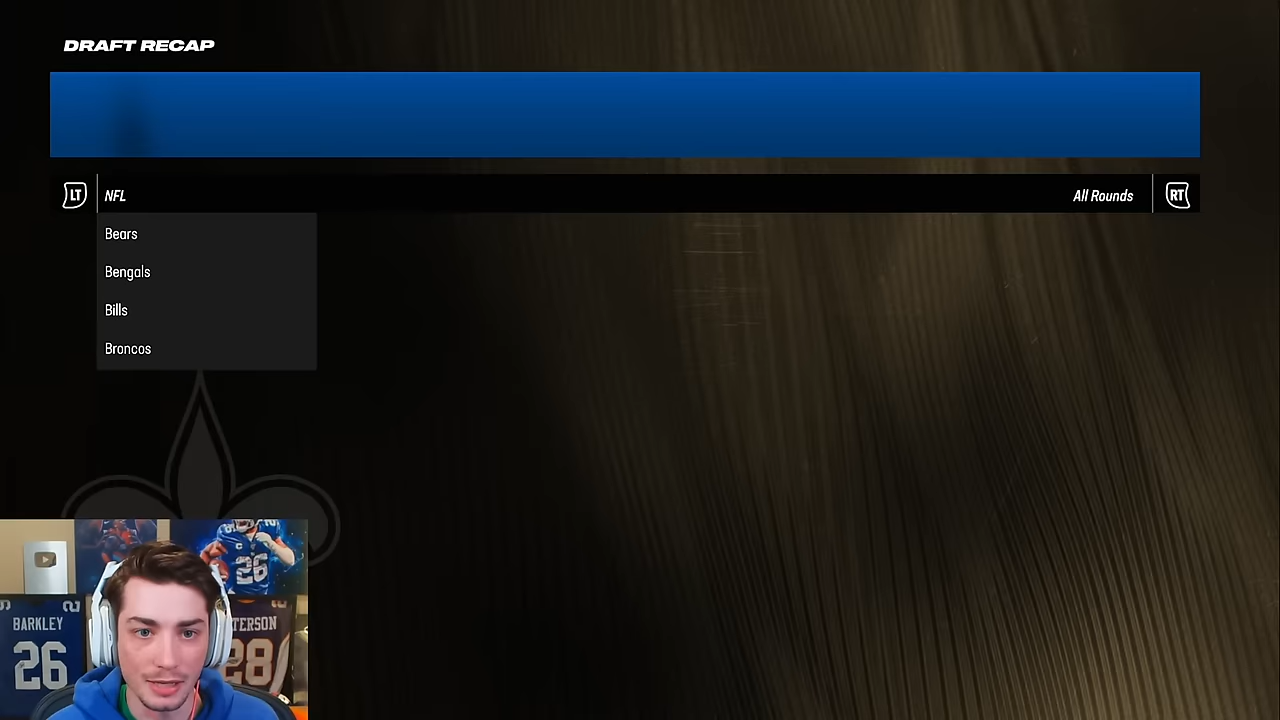 DRAFT RECAP
LT NFL All Rounds RT
Bears
Bengals
Bills
Broncos
26
BARKLEY
26
TERSON
28